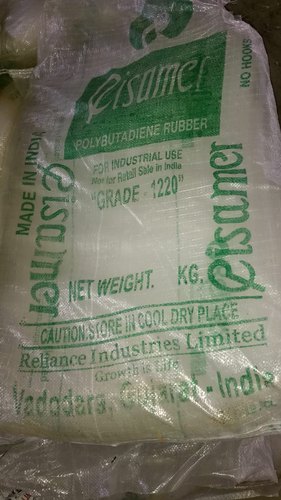 Cisamer
POLYBUTADIENE RUBBER
NO HOOKS
FOR INDUSTRIAL USE
Not for Retail Sale in India
"GRADE - 1220"
MADE IN INDIA
Cisamer
Cisamer
NET WEIGHT. KG.
CAUTION:STORE IN COOL DRY PLACE
Reliance Industries Limited
Growth is Life
Vadodara, Gujarat - India